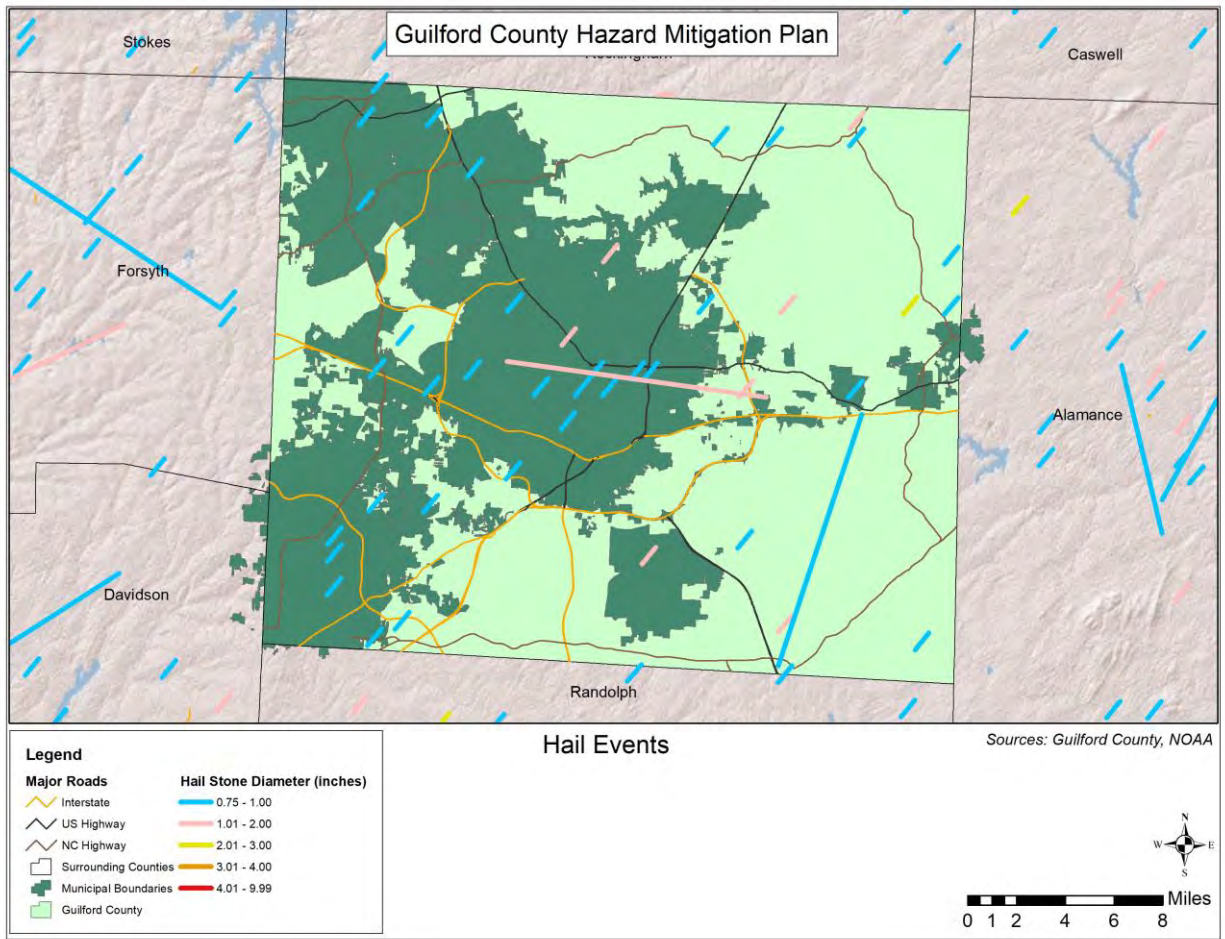 Guilford County Hazard Mitigation Plan
Stokes
Caswell
Forsyth
Alamance
Davidson
Randolph
Hail Events
Sources: Guilford County, NOAA
Legend
Major Roads
Interstate
US Highway
NC Highway
Surrounding Counties
Municipal Boundaries
Guilford County
Hail Stone Diameter (inches)
0.75 - 1.00
1.01 - 2.00
2.01 - 3.00
3.01 - 4.00
4.01 - 9.99
N
W E
S
Miles
0 1 2 4 6 8